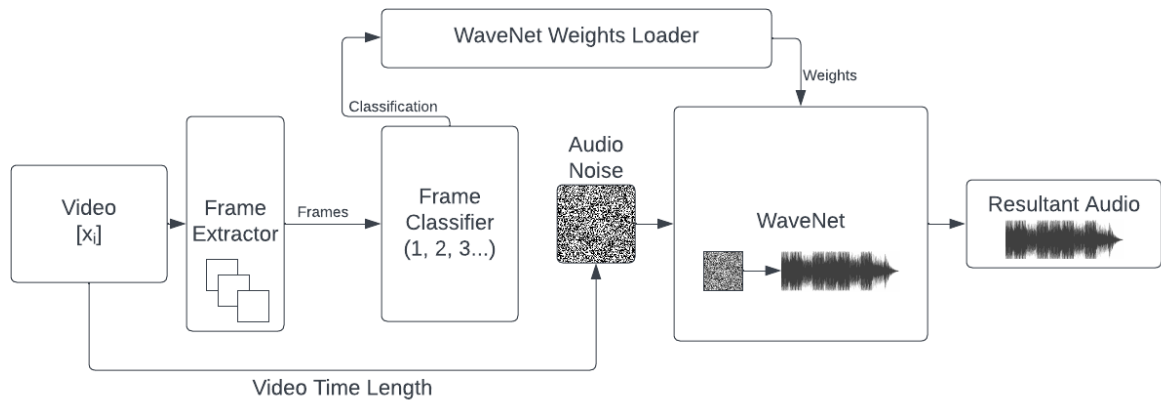 WaveNet Weights Loader
Weights
Classification
Audio
Noise
Video
[xᵢ]
Frame
Extractor
Frames
Frame
Classifier
(1, 2, 3...)
WaveNet
Resultant Audio
Video Time Length